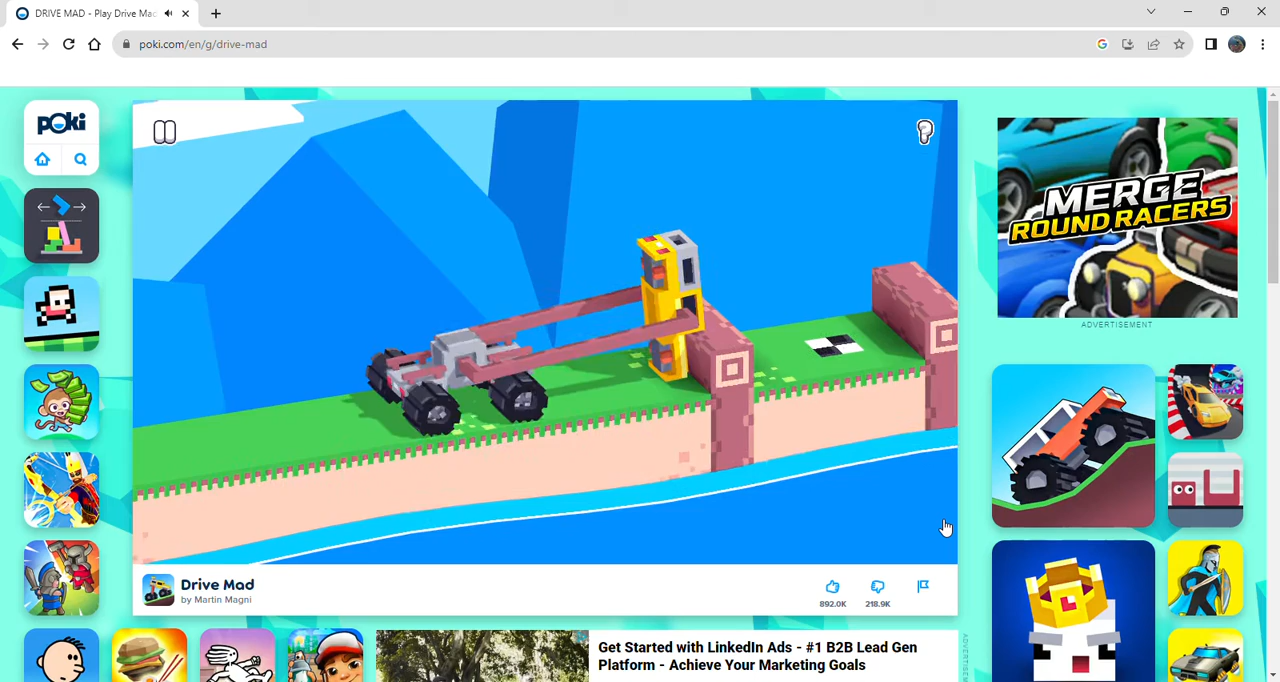 DRIVE MAD - Play Drive Mad
poki.com/en/g/drive-mad
poki
MERGE
ROUND RACERS
ADVERTISEMENT
Drive Mad
by Martin Magni
892.0K
218.9K
Get Started with LinkedIn Ads - #1 B2B Lead Gen
Platform - Achieve Your Marketing Goals
ADVERTISEME